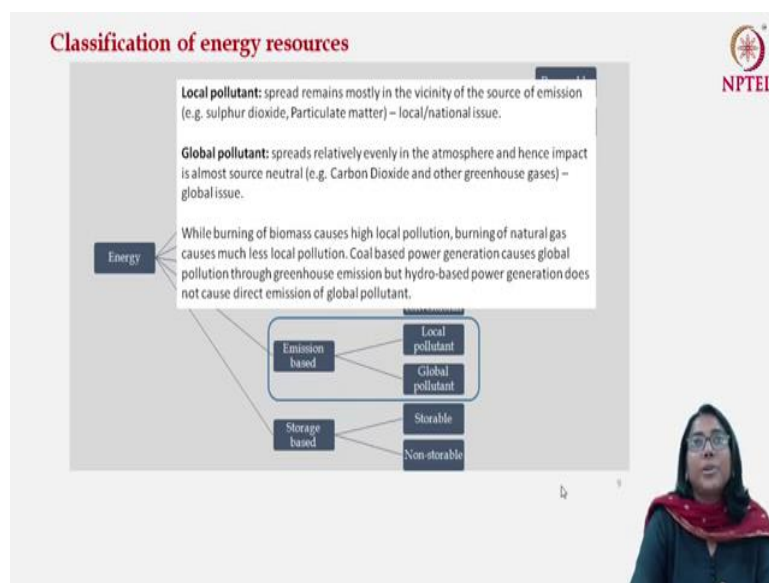 Classification of energy resources
NPTEL
Local pollutant: spread remains mostly in the vicinity of the source of emission
(e.g. sulphur dioxide, Particulate matter) – local/national issue.
Global pollutant: spreads relatively evenly in the atmosphere and hence impact
is almost source neutral (e.g. Carbon Dioxide and other greenhouse gases) –
global issue.
While burning of biomass causes high local pollution, burning of natural gas
causes much less local pollution. Coal based power generation causes global
pollution through greenhouse emission but hydro-based power generation does
not cause direct emission of global pollutant.
Energy
Emission
based
Local
pollutant
Global
pollutant
Storage
based
Storable
Non-storable
9